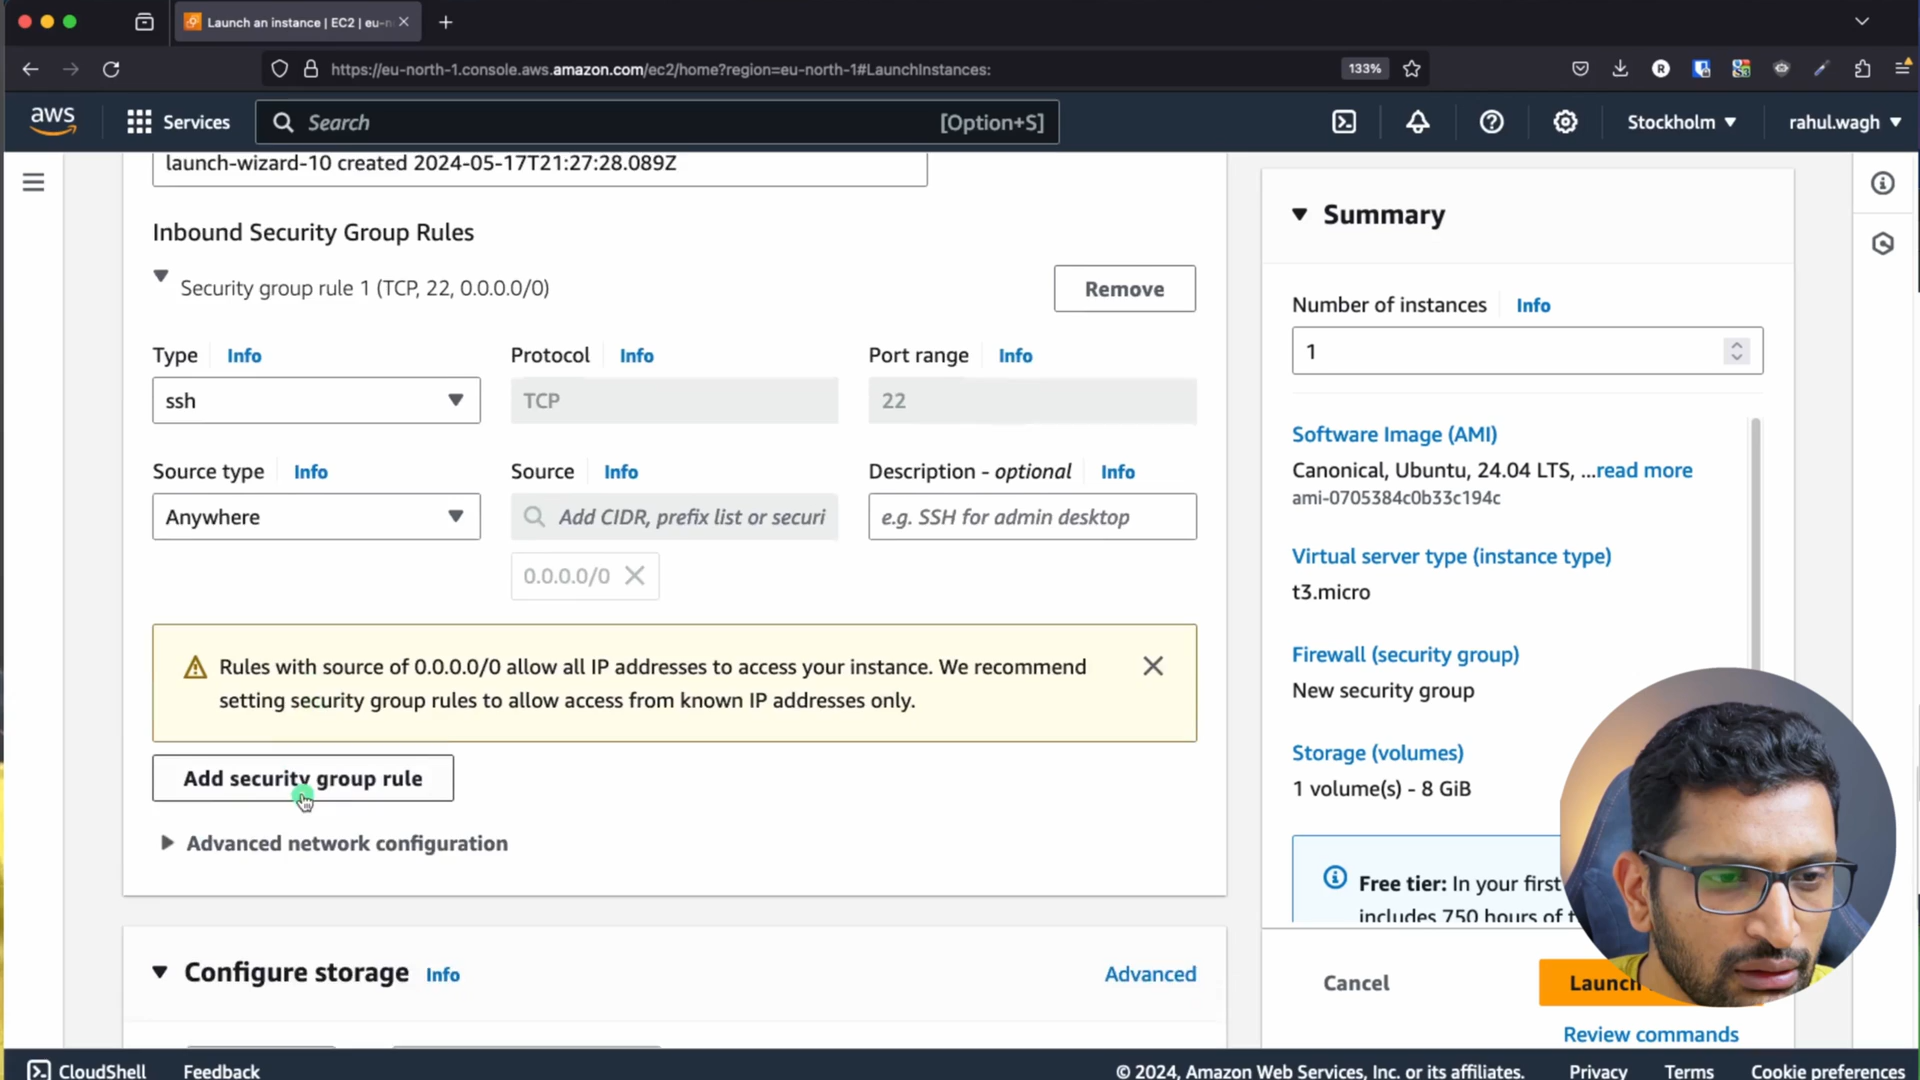 Launch an instance | EC2 | eu-n
https://eu-north-1.console.aws.amazon.com/ec2/home?region=eu-north-1#LaunchInstances:
133%
R
aws
Services
Search
[Option+S]
Stockholm
rahul.wagh
launch-wizard-10 created 2024-05-17T21:27:28.089Z
Inbound Security Group Rules
Security group rule 1 (TCP, 22, 0.0.0.0/0)
Remove
Type Info
Protocol Info
Port range Info
ssh
TCP
22
Source type Info
Source Info
Description - optional Info
Anywhere
Add CIDR, prefix list or securi
e.g. SSH for admin desktop
0.0.0.0/0
Rules with source of 0.0.0.0/0 allow all IP addresses to access your instance. We recommend
setting security group rules to allow access from known IP addresses only.
Add security group rule
Advanced network configuration
Configure storage Info
Advanced
Summary
Number of instances Info
1
Software Image (AMI)
Canonical, Ubuntu, 24.04 LTS, ...read more
ami-0705384c0b33c194c
Virtual server type (instance type)
t3.micro
Firewall (security group)
New security group
Storage (volumes)
1 volume(s) - 8 GiB
Free tier: In your first
includes 750 hours of
Cancel
Launch
Review commands
CloudShell
Feedback
© 2024, Amazon Web Services, Inc. or its affiliates.
Privacy
Terms
Cookie preferences